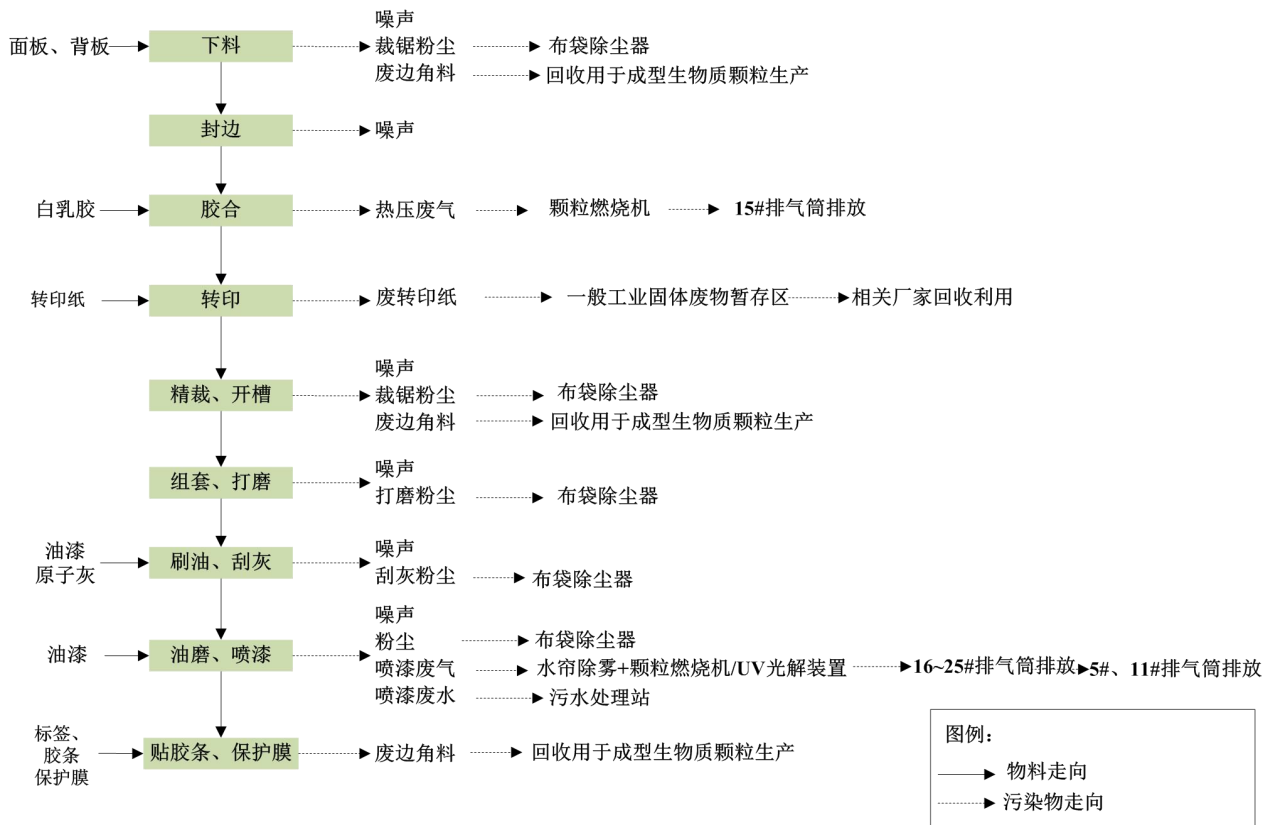 噪声
面板、背板
下料
裁锯粉尘
布袋除尘器
废边角料
回收用于成型生物质颗粒生产
封边
噪声
白乳胶
胶合
热压废气
颗粒燃烧机
15#排气筒排放
转印纸
转印
废转印纸
一般工业固体废物暂存区
相关厂家回收利用
噪声
精裁、开槽
裁锯粉尘
布袋除尘器
废边角料
回收用于成型生物质颗粒生产
组套、打磨
噪声
打磨粉尘
布袋除尘器
油漆
原子灰
刷油、刮灰
噪声
刮灰粉尘
布袋除尘器
噪声
油漆
油磨、喷漆
粉尘
布袋除尘器
喷漆废气
水帘除雾+颗粒燃烧机/UV光解装置
16~25#排气筒排放
5#、11#排气筒排放
喷漆废水
污水处理站
标签、
胶条
保护膜
贴胶条、保护膜
废边角料
回收用于成型生物质颗粒生产
图例：
物料走向
污染物走向